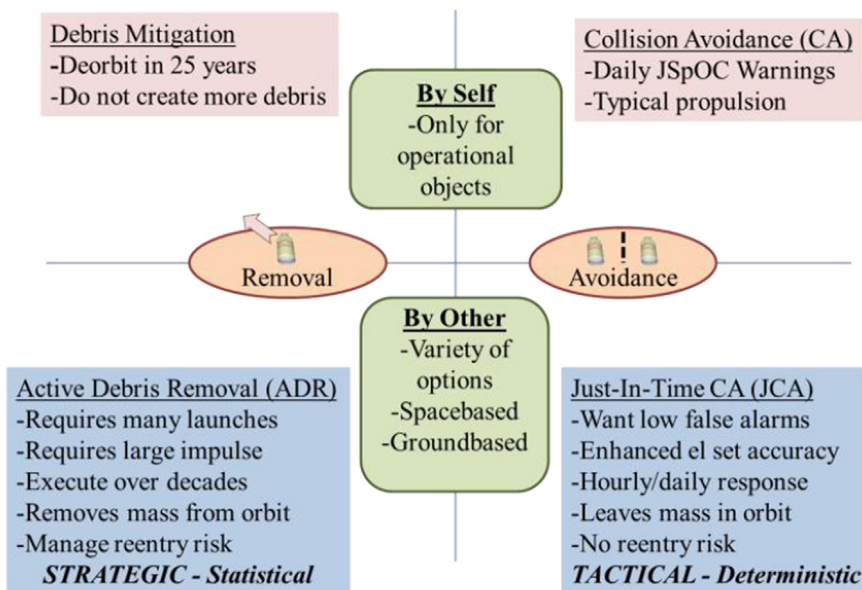 Debris Mitigation
-Deorbit in 25 years
-Do not create more debris
Collision Avoidance (CA)
-Daily JSpOC Warnings
-Typical propulsion
By Self
-Only for
operational
objects
Removal
Avoidance
By Other
-Variety of
options
-Spacebased
-Groundbased
Active Debris Removal (ADR)
-Requires many launches
-Requires large impulse
-Execute over decades
-Removes mass from orbit
-Manage reentry risk
STRATEGIC - Statistical
Just-In-Time CA (JCA)
-Want low false alarms
-Enhanced el set accuracy
-Hourly/daily response
-Leaves mass in orbit
-No reentry risk
TACTICAL - Deterministic